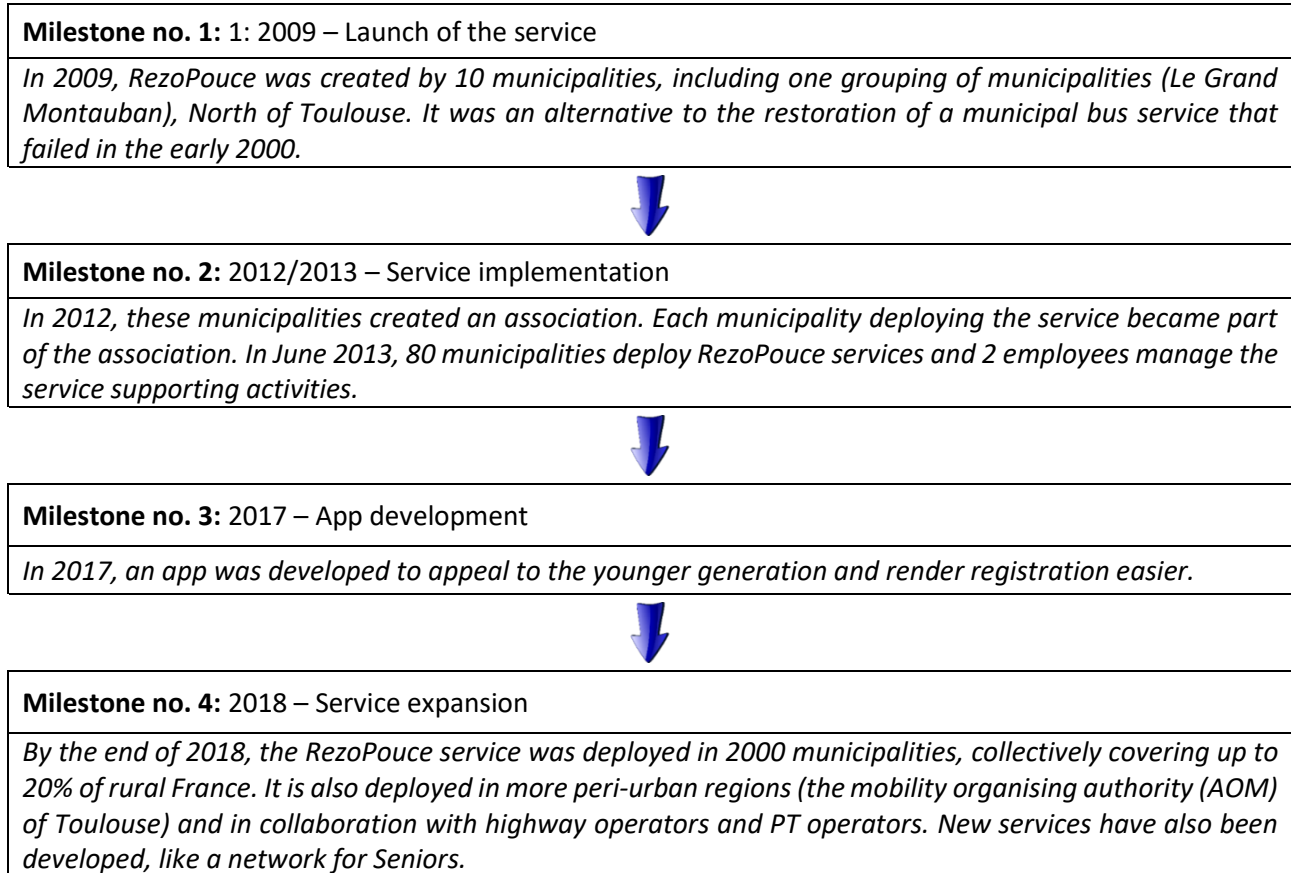 Milestone no. 1: 1: 2009 – Launch of the service
In 2009, RezoPouce was created by 10 municipalities, including one grouping of municipalities (Le Grand
Montauban), North of Toulouse. It was an alternative to the restoration of a municipal bus service that
failed in the early 2000.
Milestone no. 2: 2012/2013 – Service implementation
In 2012, these municipalities created an association. Each municipality deploying the service became part
of the association. In June 2013, 80 municipalities deploy RezoPouce services and 2 employees manage the
service supporting activities.
Milestone no. 3: 2017 – App development
In 2017, an app was developed to appeal to the younger generation and render registration easier.
Milestone no. 4: 2018 – Service expansion
By the end of 2018, the RezoPouce service was deployed in 2000 municipalities, collectively covering up to
20% of rural France. It is also deployed in more peri-urban regions (the mobility organising authority (AOM)
of Toulouse) and in collaboration with highway operators and PT operators. New services have also been
developed, like a network for Seniors.